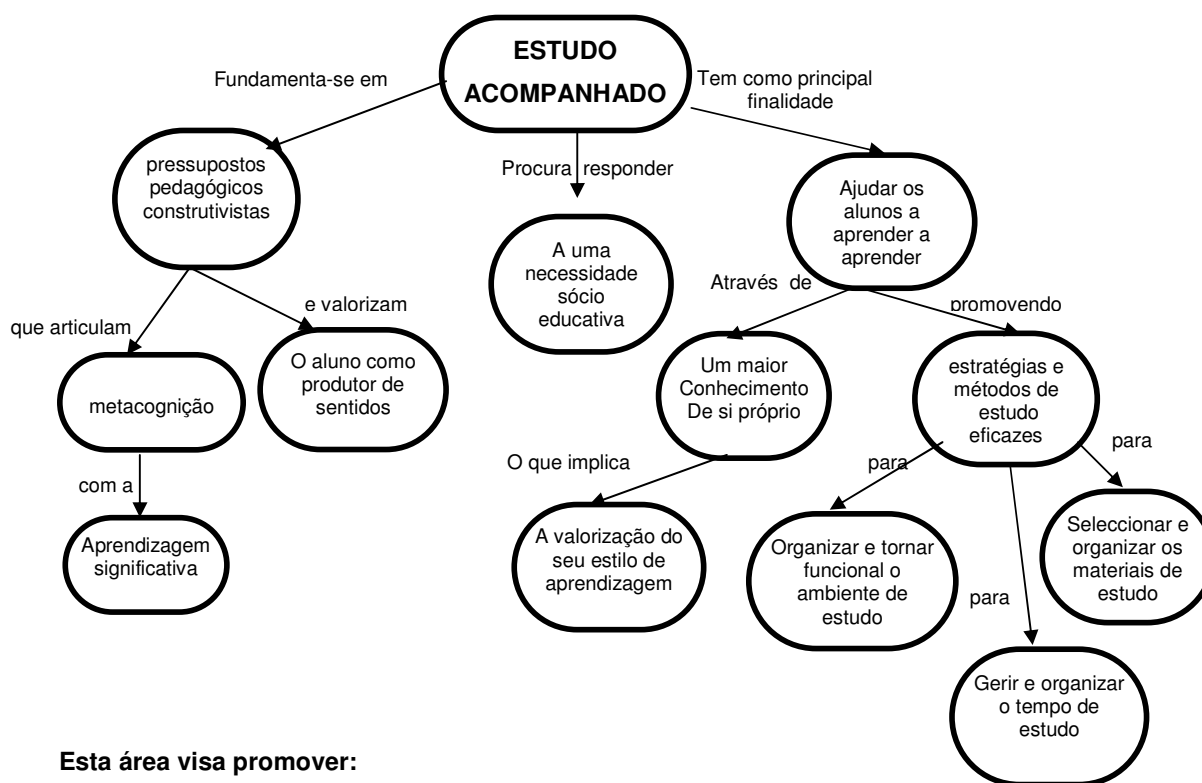 ESTUDO
ACOMPANHADO
Fundamenta-se em
Tem como principal
finalidade
Procura responder
pressupostos
pedagógicos
construtivistas
Ajudar os
alunos a
aprender a
aprender
A uma
necessidade
sócio
educativa
Através de
promovendo
que articulam
e valorizam
metacognição
O aluno como
produtor de
sentidos
Um maior
Conhecimento
De si próprio
estratégias e
métodos de
estudo
eficazes
com a
O que implica
para
para
para
Aprendizagem
significativa
A valorização do
seu estilo de
aprendizagem
Organizar e tornar
funcional o
ambiente de
estudo
Seleccionar e
organizar os
materiais de
estudo
Gerir e organizar
o tempo de
estudo
Esta área visa promover: